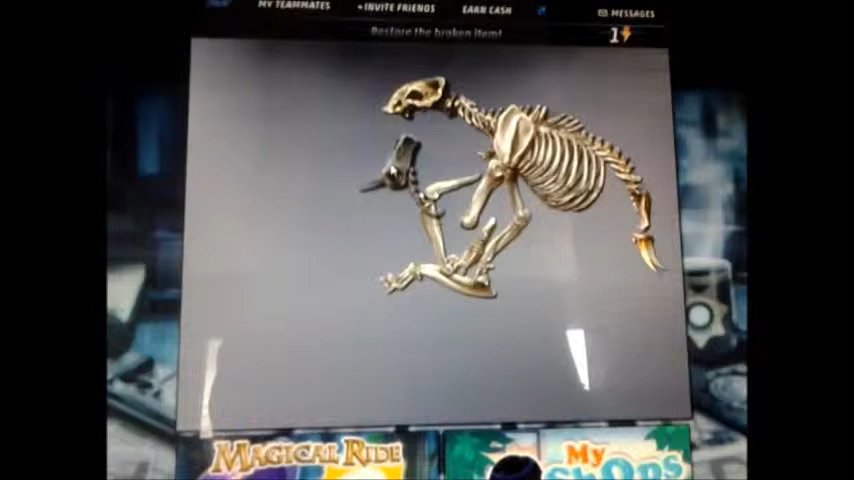 MY TEAMMATES
+INVITE FRIENDS
EARN CASH
MESSAGES
Restore the broken item!
1
MAGICAL RIDE
My
Shops